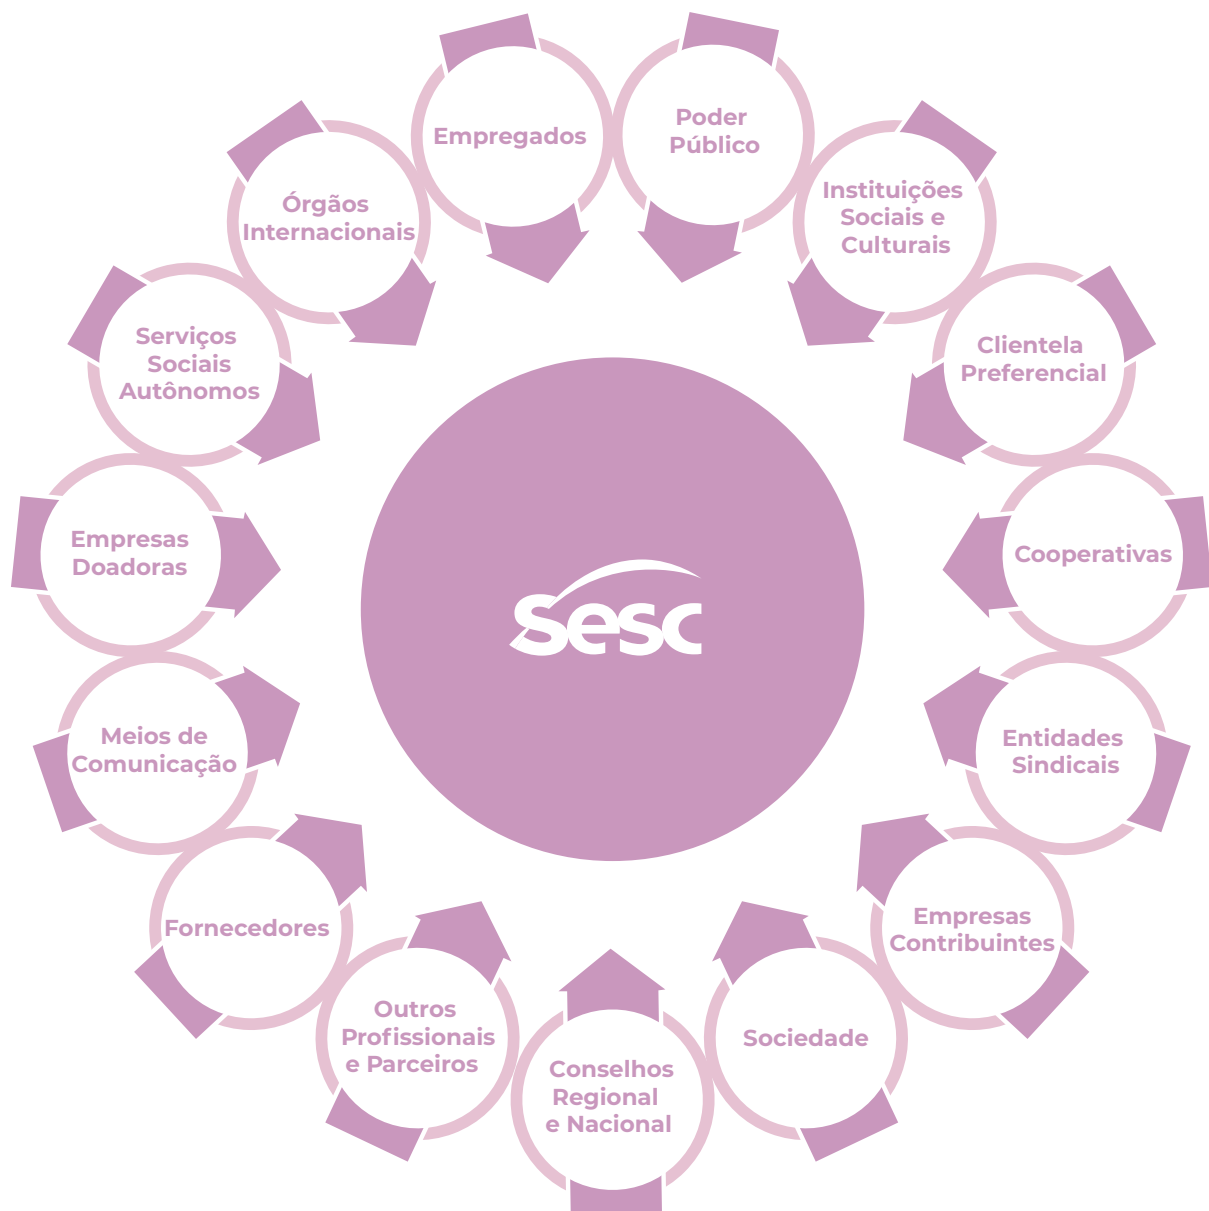 Poder
Público
Instituições
Sociais e
Culturais
Clientela
Preferencial
Cooperativas
Entidades
Sindicais
Empresas
Contribuintes
Sociedade
Conselhos
Regional
e Nacional
Outros
Profissionais
e Parceiros
Fornecedores
Meios de
Comunicação
Empresas
Doadoras
Serviços
Sociais
Autônomos
Órgãos
Internacionais
Empregados
Sesc